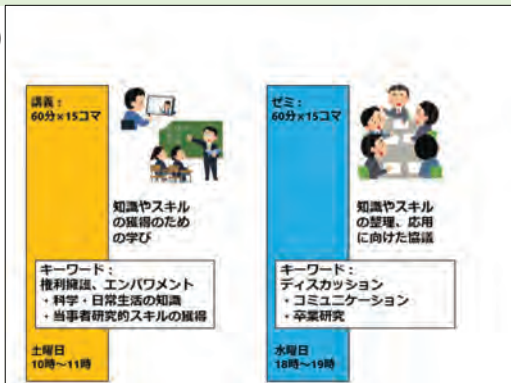 講義：
60分×15コマ
知識やスキル
の獲得のため
の学び
キーワード：
権利擁護、エンパワメント
・科学・日常生活の知識
・当事者研究的スキルの獲得
土曜日
10時～11時
ゼミ：
60分×15コマ
知識やスキル
の整理、応用
に向けた協議
キーワード：
ディスカッション
・コミュニケーション
・卒業研究
水曜日
18時～19時